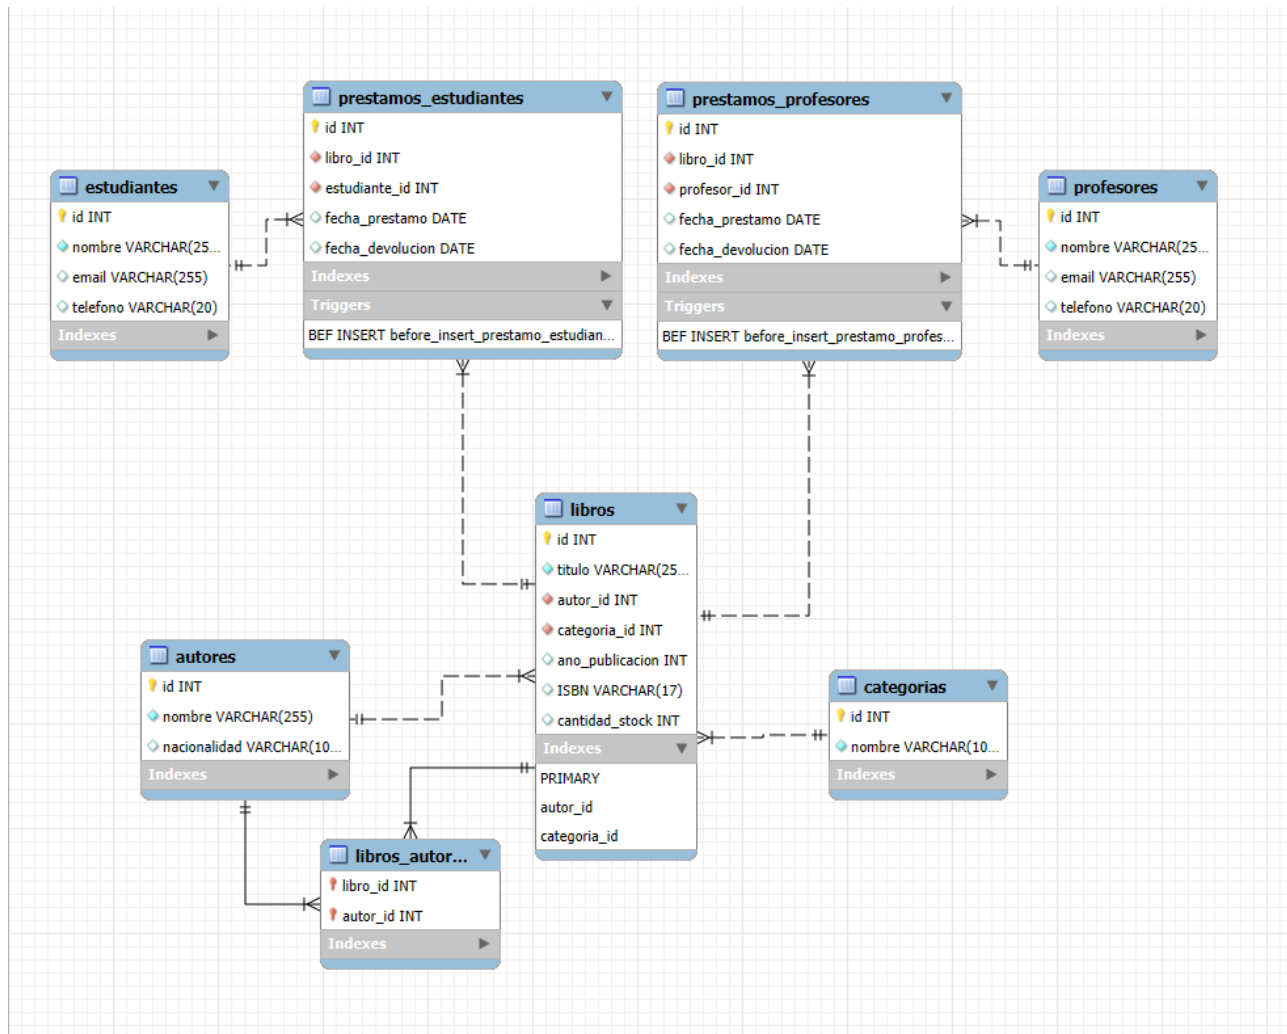 prestamos_estudiantes
id INT
libro_id INT
estudiante_id INT
fecha_prestamo DATE
fecha_devolucion DATE
Indexes
Triggers
BEF INSERT before_insert_prestamo_estudian...
prestamos_profesores
id INT
libro_id INT
profesor_id INT
fecha_prestamo DATE
fecha_devolucion DATE
Indexes
Triggers
BEF INSERT before_insert_prestamo_profes...
estudiantes
id INT
nombre VARCHAR(25...
email VARCHAR(255)
telefono VARCHAR(20)
Indexes
profesores
id INT
nombre VARCHAR(25...
email VARCHAR(255)
telefono VARCHAR(20)
Indexes
libros
id INT
titulo VARCHAR(25...
autor_id INT
categoria_id INT
ano_publicacion INT
ISBN VARCHAR(17)
cantidad_stock INT
Indexes
PRIMARY
autor_id
categoria_id
autores
id INT
nombre VARCHAR(255)
nacionalidad VARCHAR(10...
Indexes
categorias
id INT
nombre VARCHAR(10...
Indexes
libros_autor...
libro_id INT
autor_id INT
Indexes